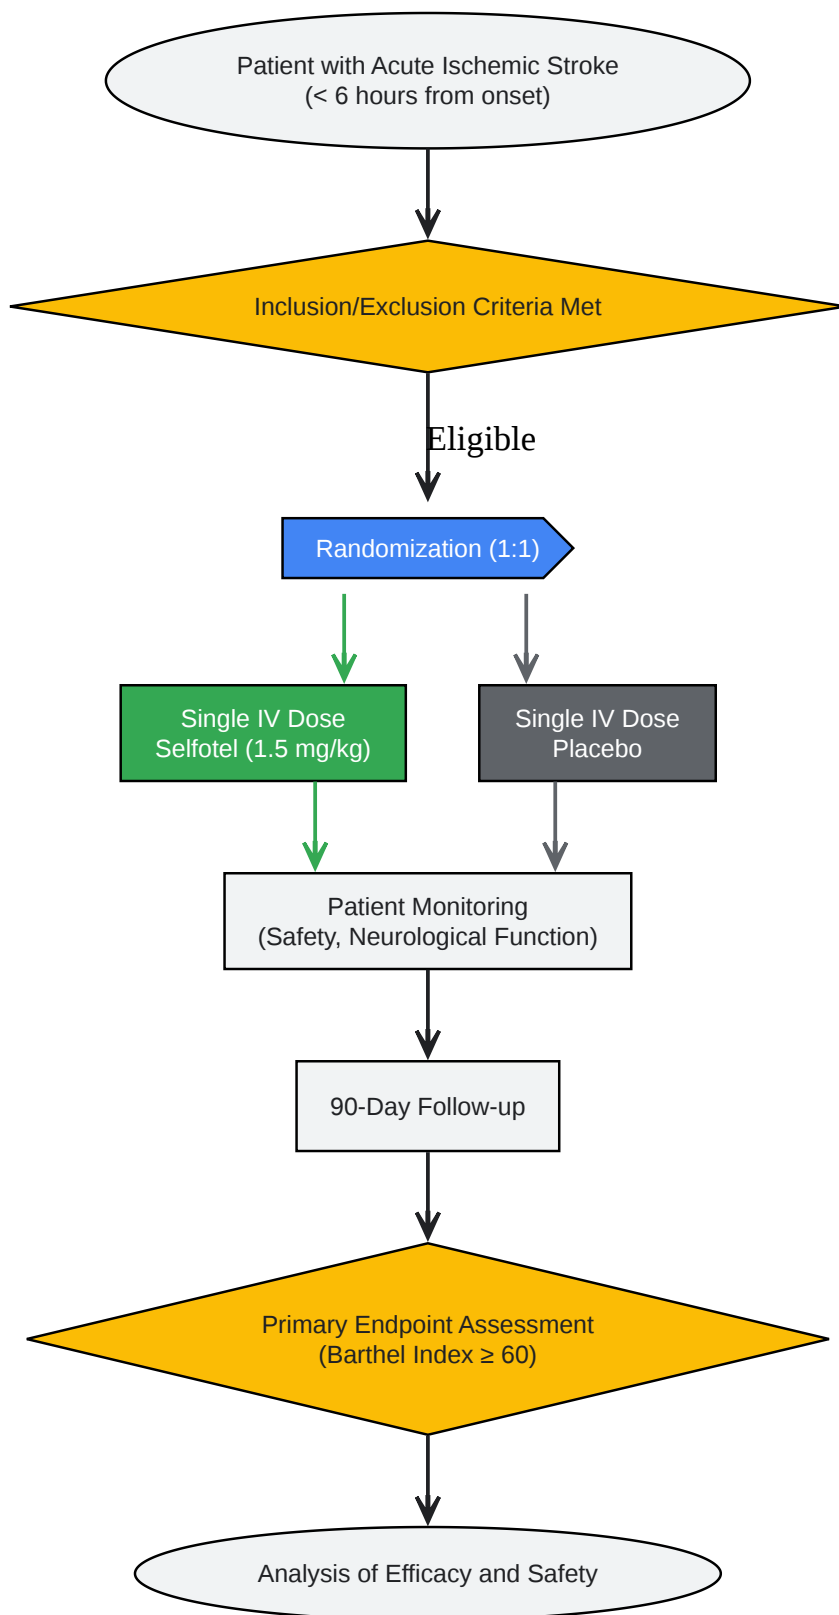 Patient with Acute Ischemic Stroke
(< 6 hours from onset)
Inclusion/Exclusion Criteria Met
Eligible
Randomization (1:1)
Single IV Dose
Selfotel (1.5 mg/kg)
Single IV Dose
Placebo
Patient Monitoring
(Safety, Neurological Function)
90-Day Follow-up
Primary Endpoint Assessment
(Barthel Index ≥ 60)
Analysis of Efficacy and Safety